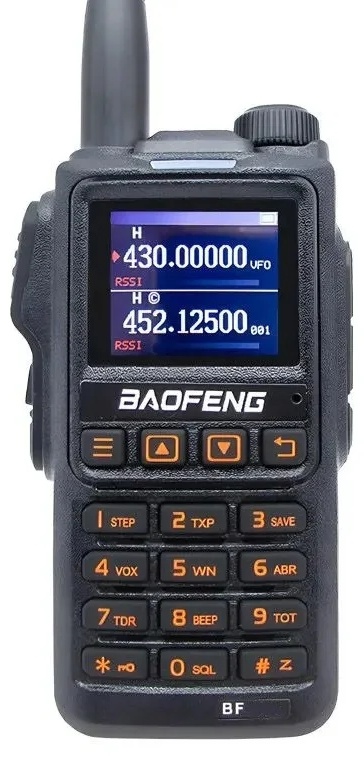 H
430.00000 VFO
RSSI
H ©
452.12500 001
RSSI
BAOFENG
1 STEP 2 TXP 3 SAVE
4 VOX 5 WN 6 ABR
7 TDR 8 BEEP 9 TOT
* 0 SQL # Z
BF